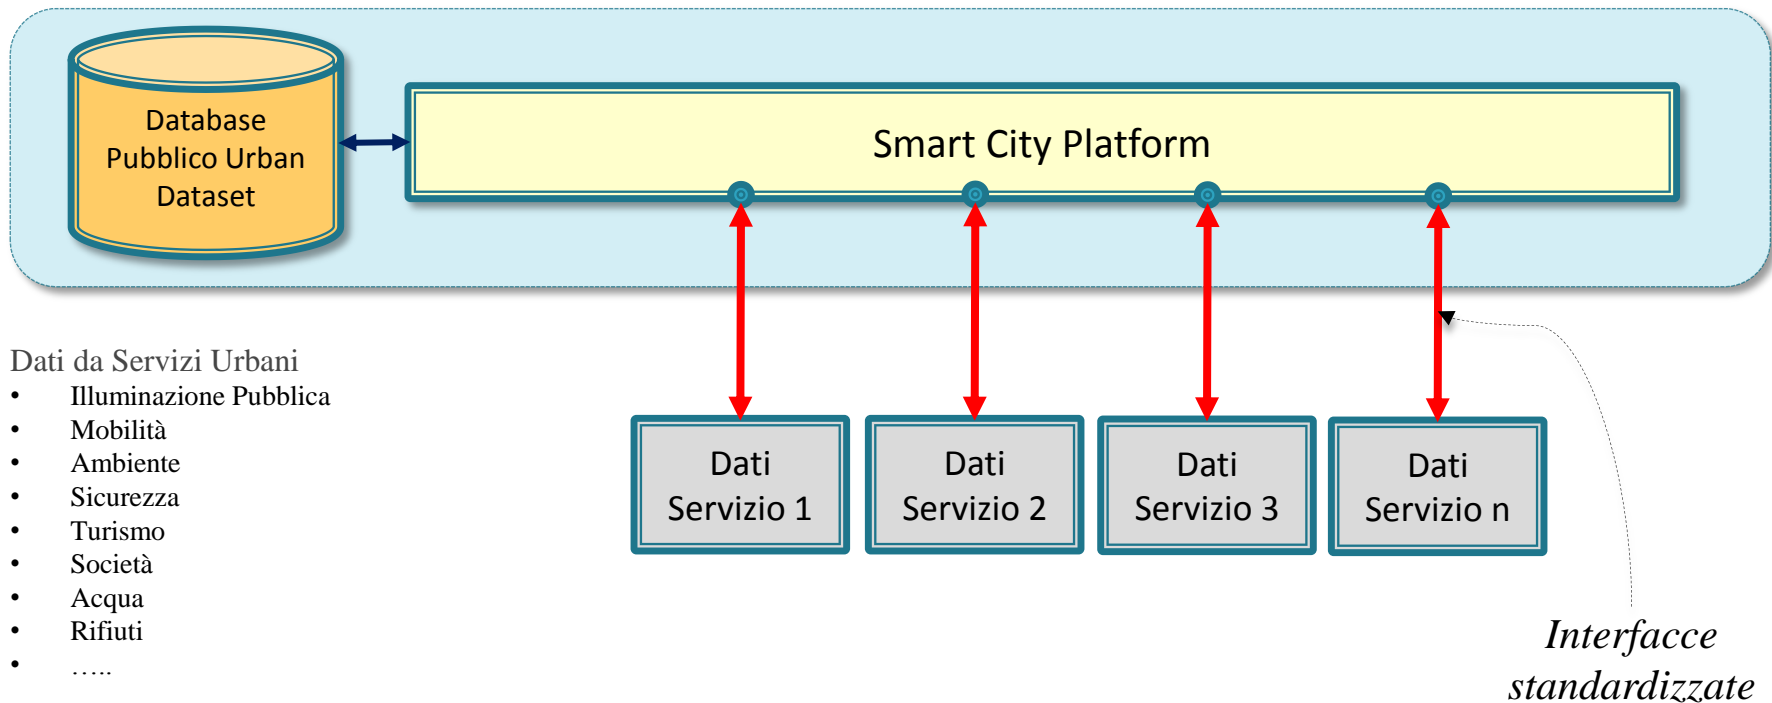 Database
Pubblico Urban
Dataset
Smart City Platform
Dati da Servizi Urbani
• Illuminazione Pubblica
• Mobilità
• Ambiente
• Sicurezza
• Turismo
• Società
• Acqua
• Rifiuti
• .....
Dati
Servizio 1
Dati
Servizio 2
Dati
Servizio 3
Dati
Servizio n
Interfacce
standardizzate